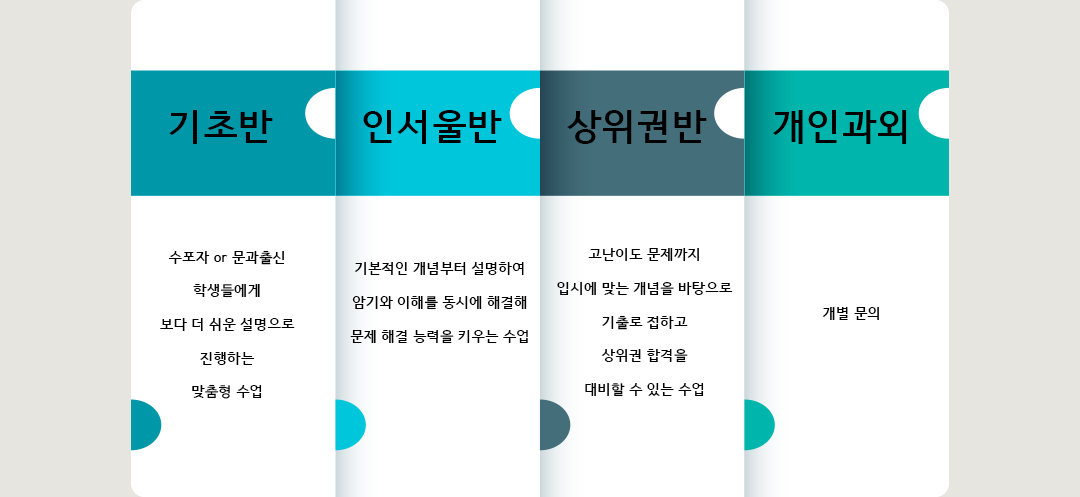 기초반
수포자 or 문과출신
학생들에게
보다 더 쉬운 설명으로
진행하는
맞춤형 수업
인서울반
기본적인 개념부터 설명하여
암기와 이해를 동시에 해결해
문제 해결 능력을 키우는 수업
상위권반
고난이도 문제까지
입시에 맞는 개념을 바탕으로
기출로 접하고
상위권 합격을
대비할 수 있는 수업
개인과외
개별 문의